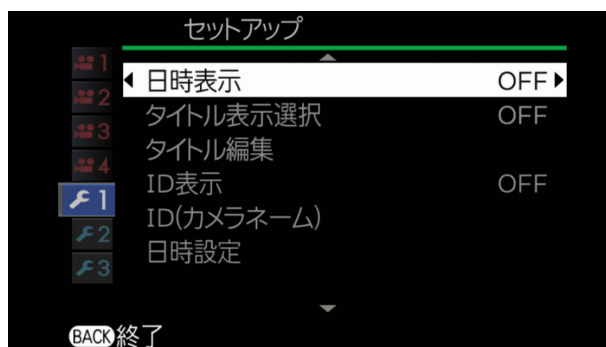 セットアップ
1
2
3
4
1
2
3
日時表示 OFF
タイトル表示選択 OFF
タイトル編集
ID表示 OFF
ID(カメラネーム)
日時設定
BACK 終了